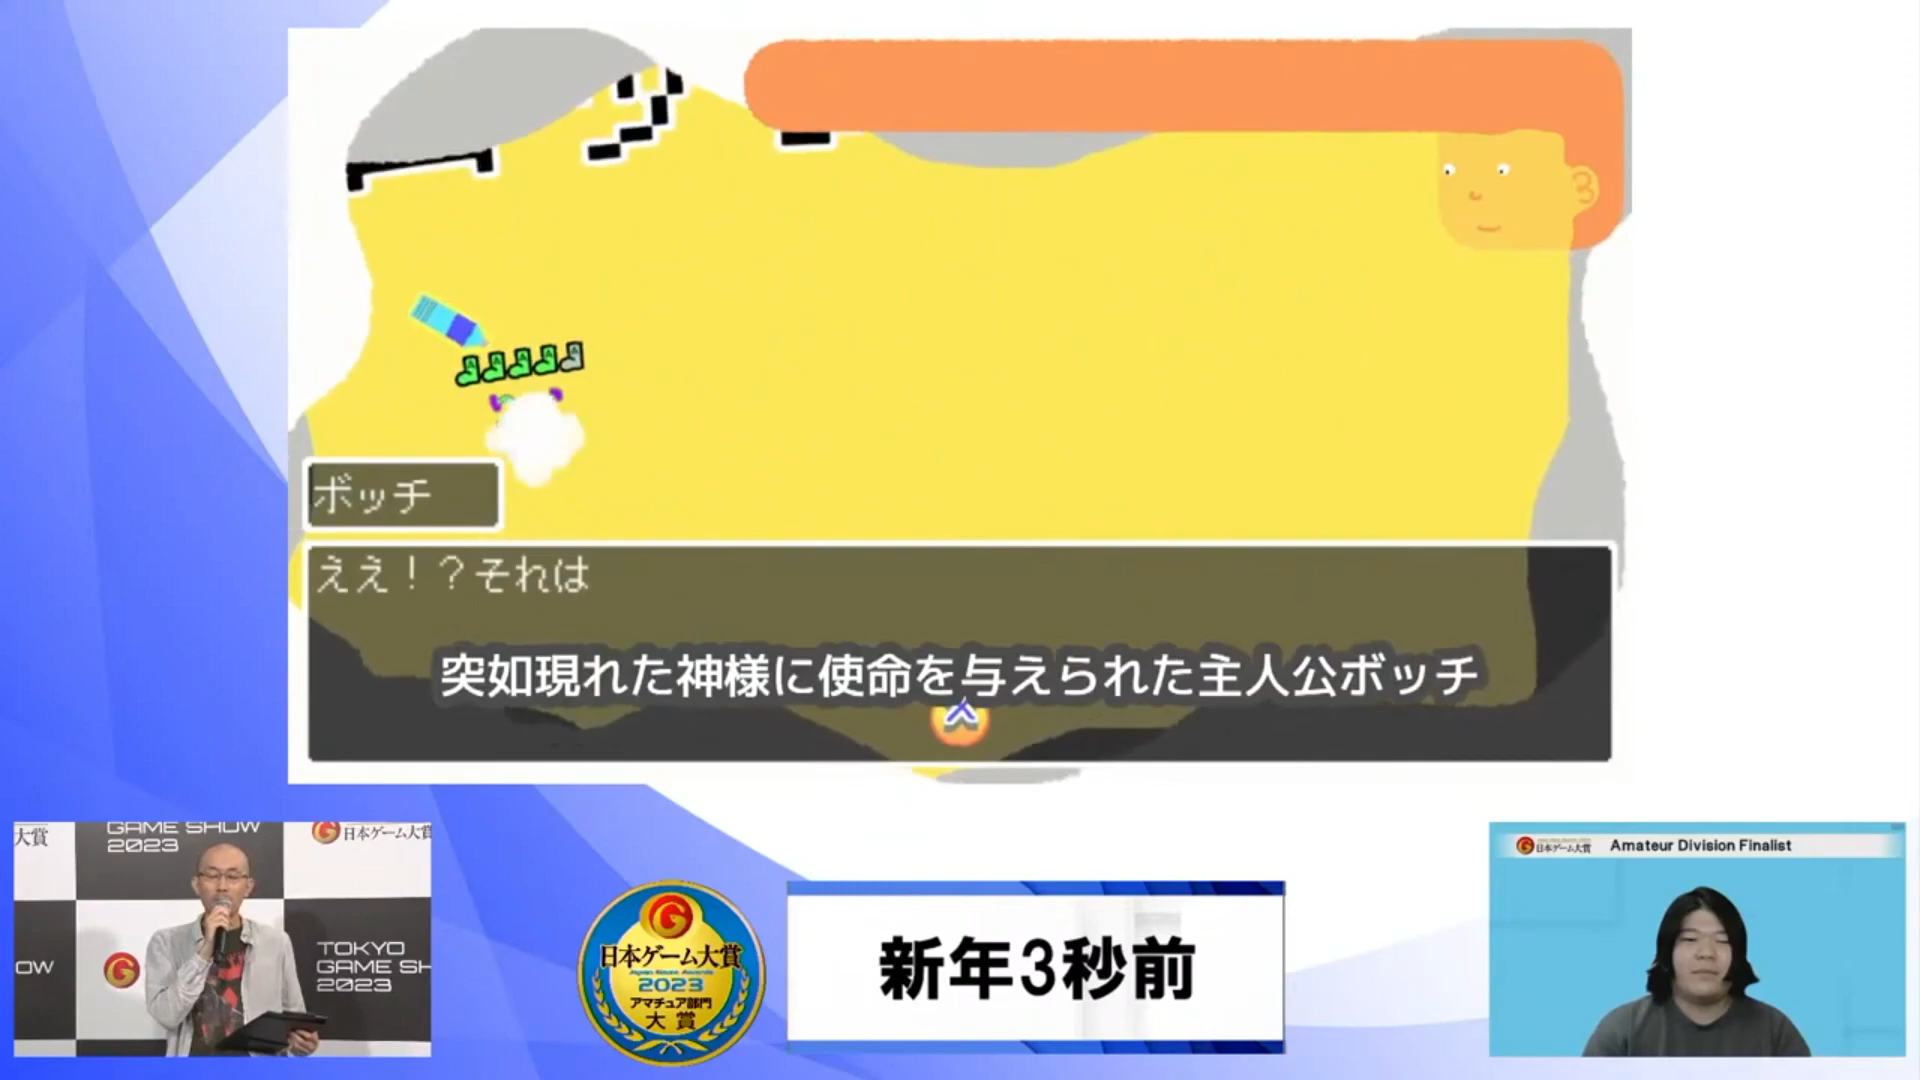 ボッチ
ええ！？それは
突如現れた神様に使命を与えられた主人公ボッチ
大賞
GAME SHOW
2023
日本ゲーム大賞
OW
TOKYO
GAME SH
2023
日本ゲーム大賞
Japan Game Awards
2023
アマチュア部門
大賞
新年3秒前
日本ゲーム大賞
Amateur Division Finalist